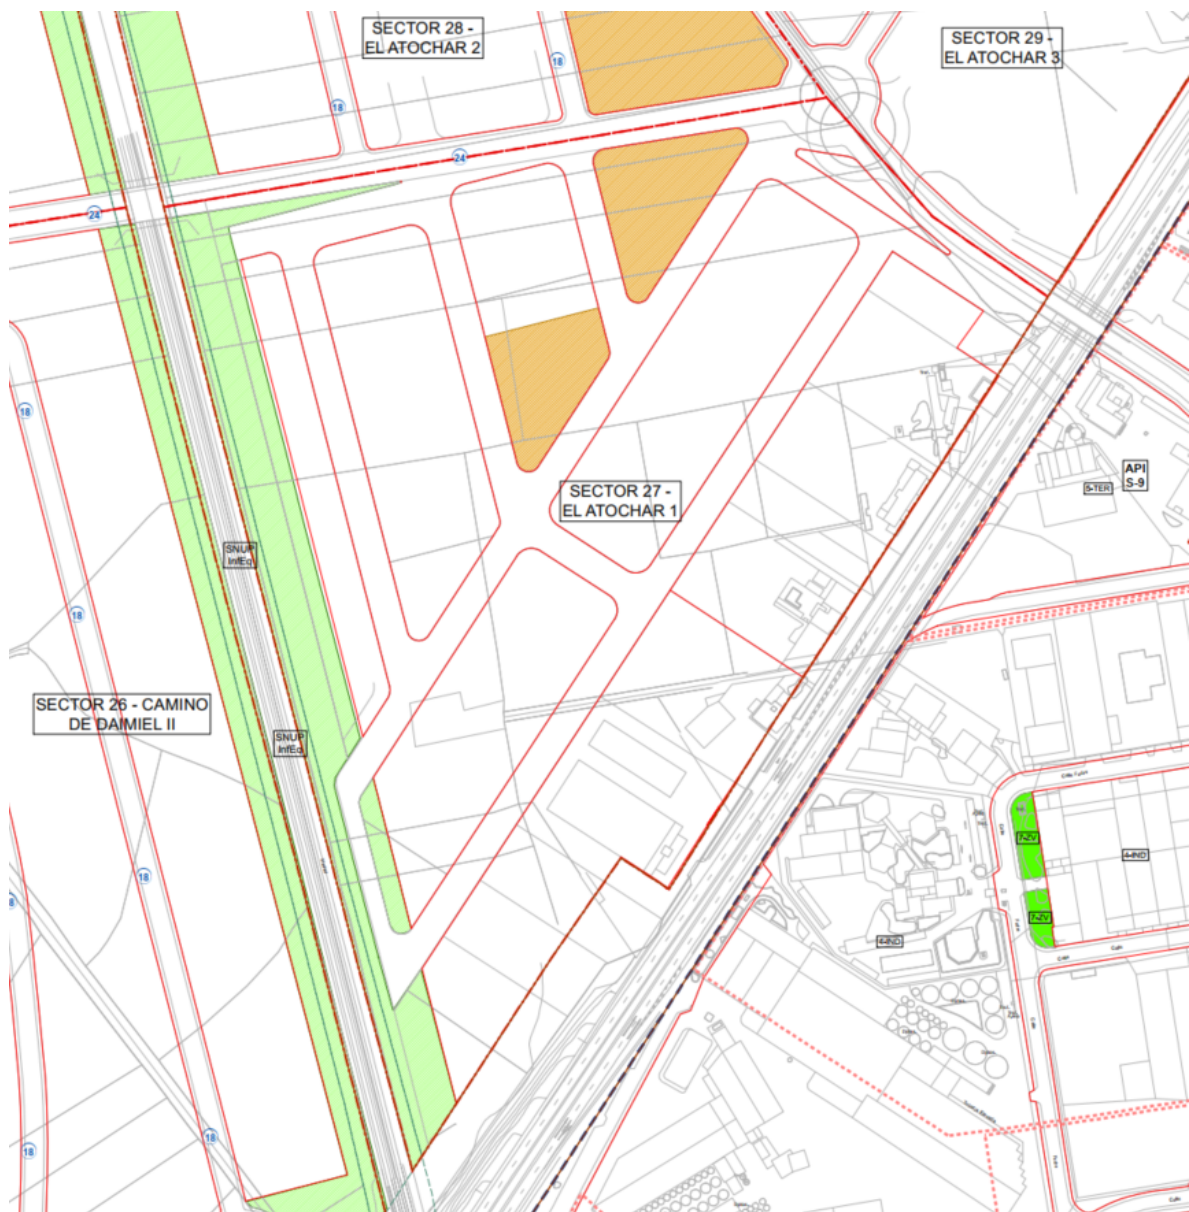 SECTOR 28 -
EL ATOCHAR 2
SECTOR 29 -
EL ATOCHAR 3
18
18
24
24
18
SECTOR 27 -
EL ATOCHAR 1
API
S-9
5-TER
SNUP
InfEq
18
SECTOR 26 - CAMINO
DE DAIMIEL II
SNUP
InfEq
7-ZV
4-IND
18
7-ZV
4-IND
18
18